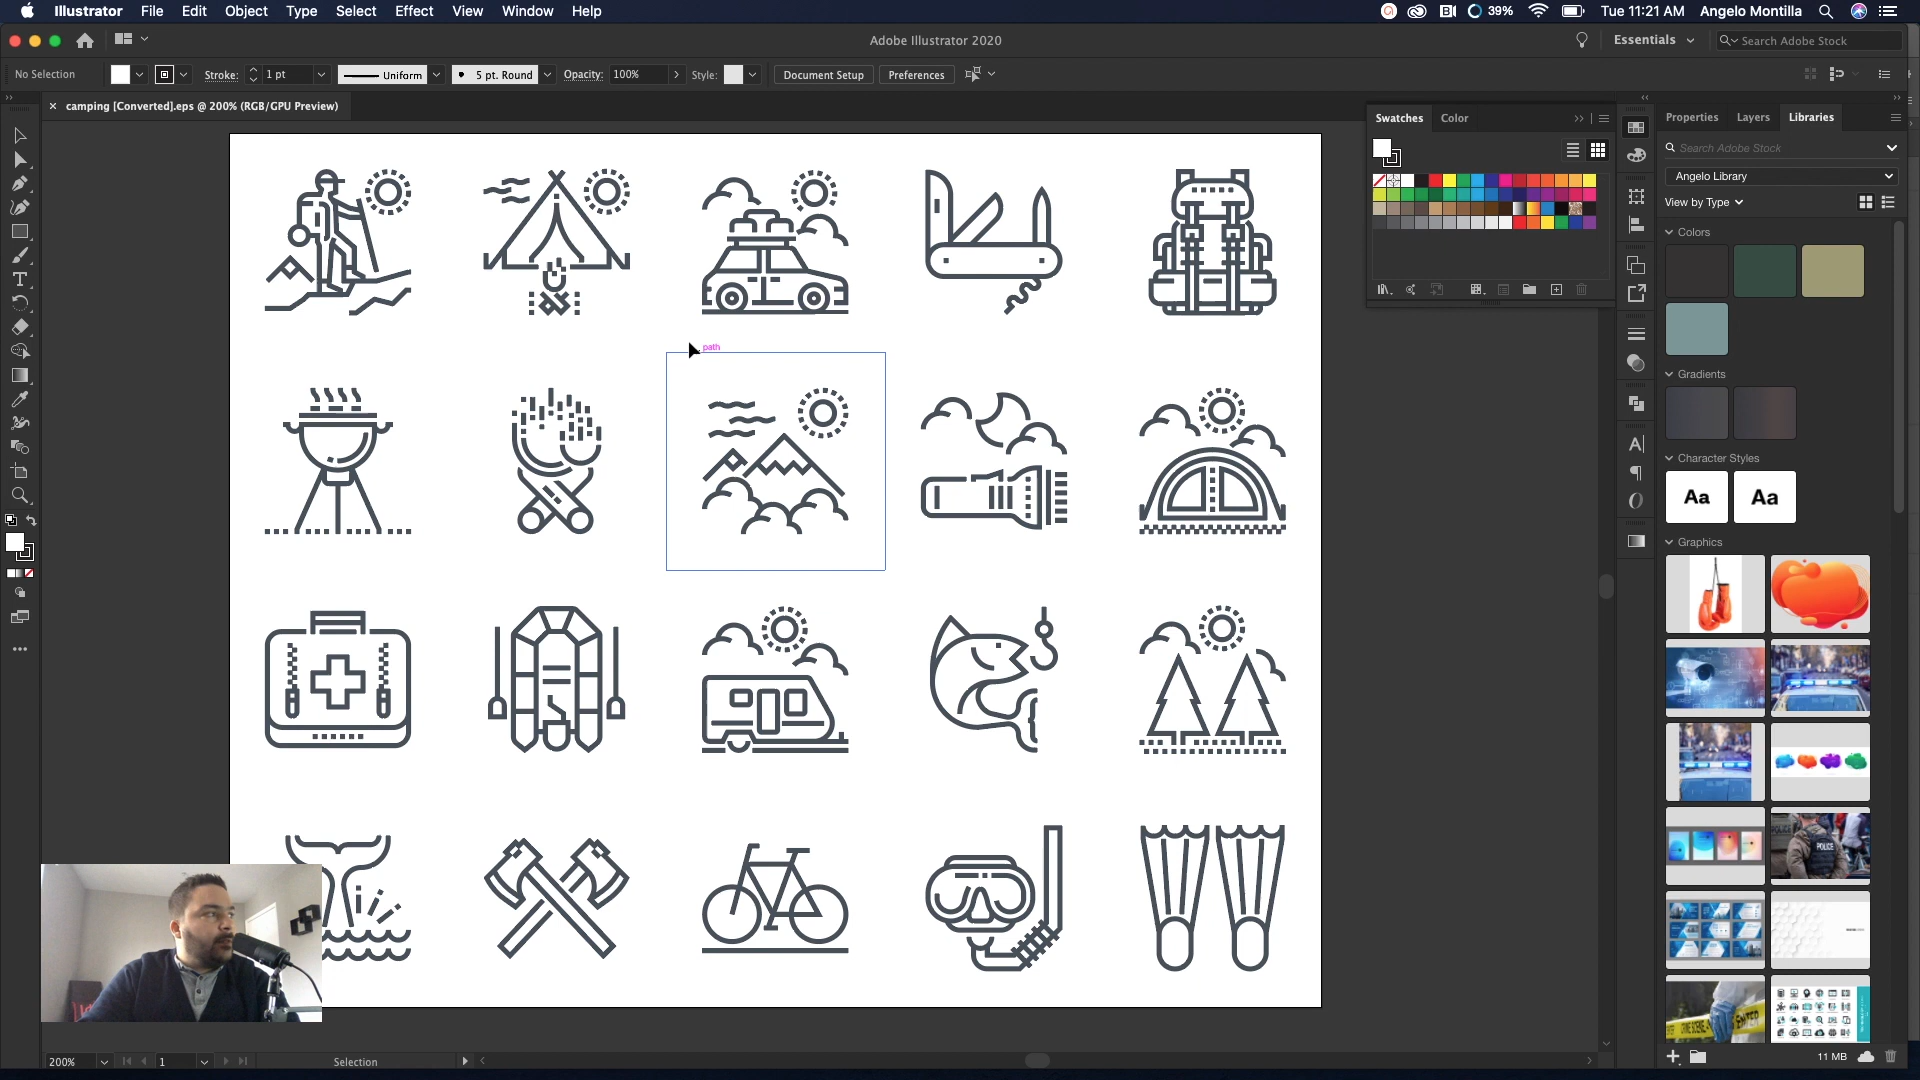 Illustrator File Edit Object Type Select Effect View Window Help
39% Tue 11:21 AM Angelo Montilla
Adobe Illustrator 2020
Essentials
Search Adobe Stock
No Selection Stroke: 1 pt Uniform 5 pt. Round Opacity: 100% Style: Document Setup Preferences
camping [Converted].eps @ 200% (RGB/GPU Preview)
Swatches Color
Properties Layers Libraries
Search Adobe Stock
Angelo Library
View by Type
Colors
Gradients
Character Styles
Aa Aa
Graphics
path
POLICE
200% 1 Selection
11 MB